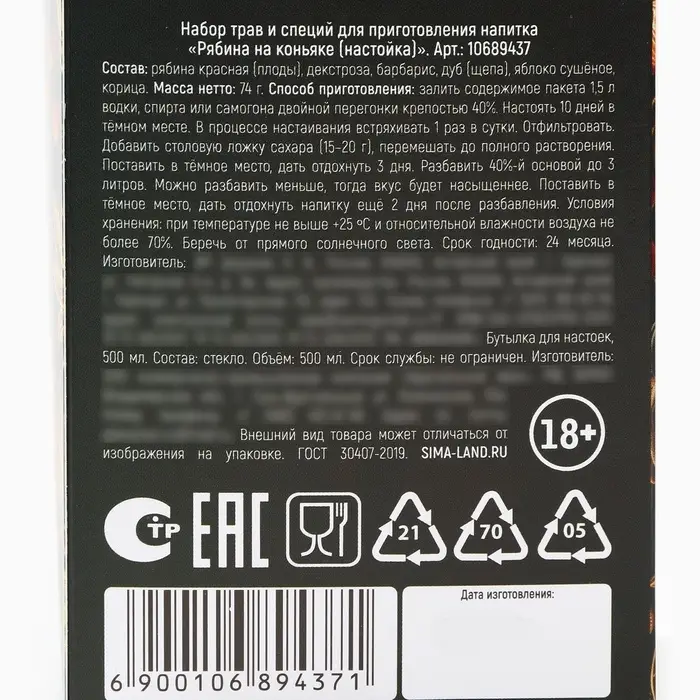 Набор трав и специй для приготовления напитка
«Рябина на коньяке (настойка)». Арт.: 10689437
Состав: рябина красная (плоды), декстроза, барбарис, дуб (щепа), яблоко сушёное,
корица. Масса нетто: 74 г. Способ приготовления: залить содержимое пакета 1,5 л
водки, спирта или самогона двойной перегонки крепостью 40%. Настоять 10 дней в
тёмном месте. В процессе настаивания встряхивать 1 раз в сутки. Отфильтровать.
Добавить столовую ложку сахара (15-20 г), перемешать до полного растворения.
Поставить в тёмное место, дать отдохнуть 3 дня. Разбавить 40%-й основой до 3
литров. Можно разбавить меньше, тогда вкус будет насыщеннее. Поставить в
тёмное место, дать отдохнуть напитку ещё 2 дня после разбавления. Условия
хранения: при температуре не выше +25 ºС и относительной влажности воздуха не
более 70%. Беречь от прямого солнечного света. Срок годности: 24 месяца.
Изготовитель:
Бутылка для настоек,
500 мл. Состав: стекло. Объём: 500 мл. Срок службы: не ограничен. Изготовитель:
Внешний вид товара может отличаться от
изображения на упаковке. ГОСТ 30407-2019. SIMA-LAND.RU
18+
СТР ЕАС 21 70 05
Дата изготовления:
6 900106 894371